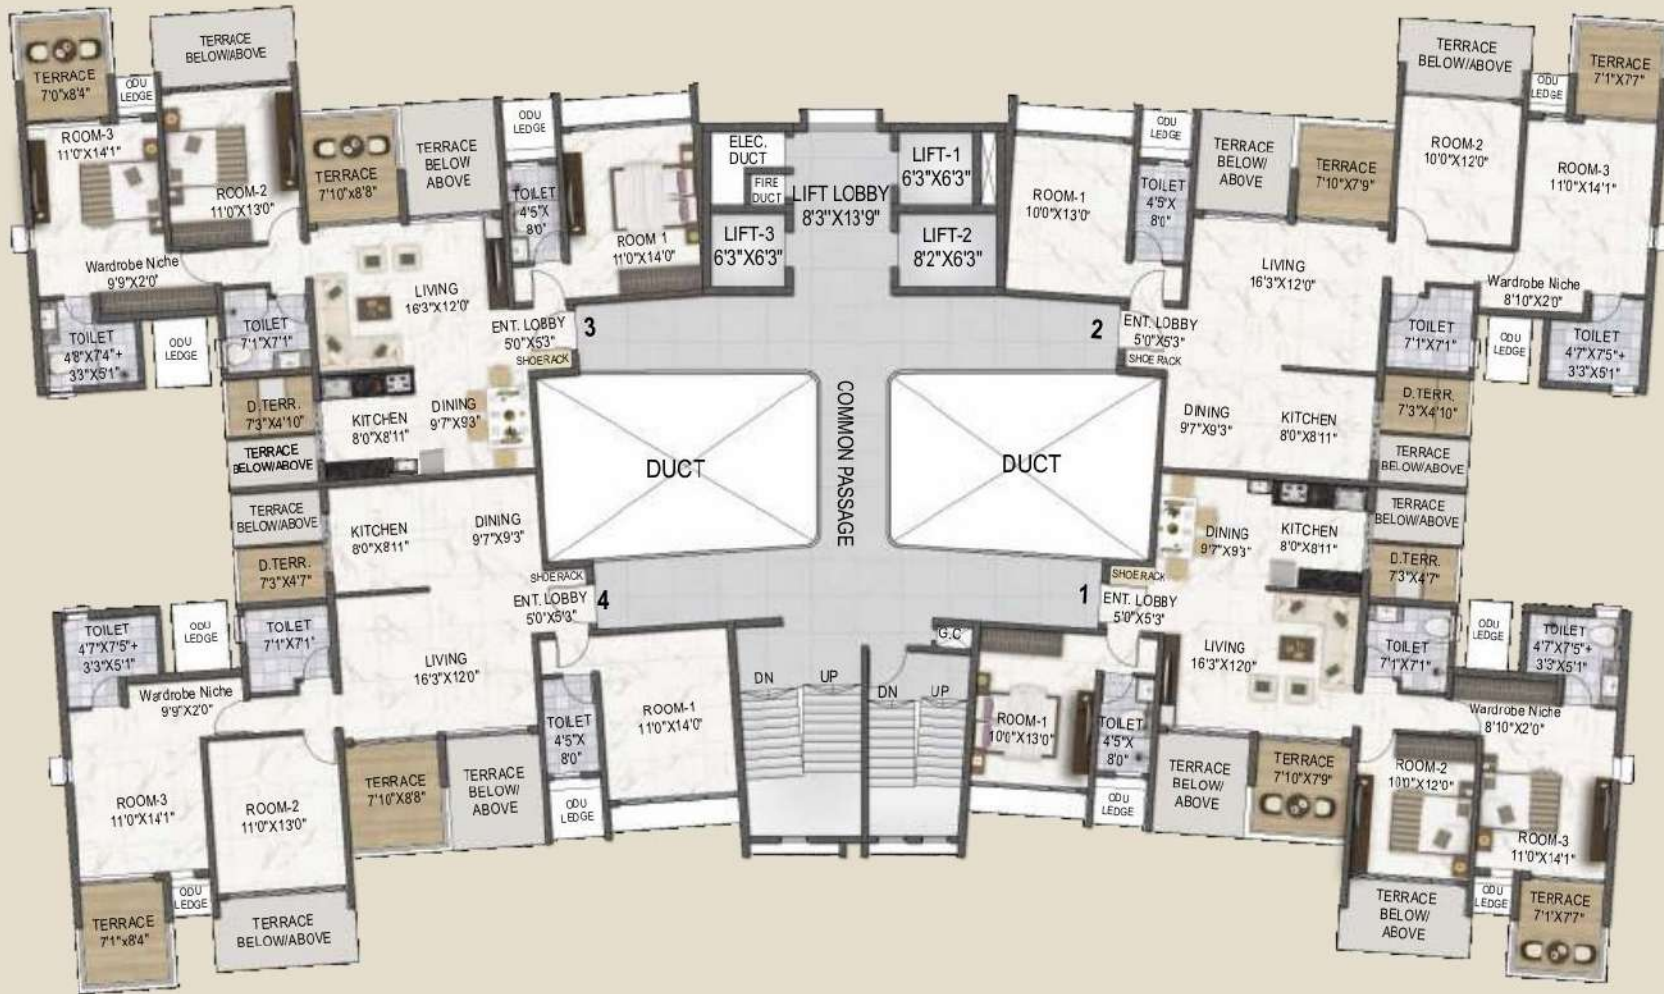 TERRACE
7'0"x8'4"
ODU
LEDGE
TERRACE
BELOW/ABOVE
ROOM-3
11'0"X14'1"
ROOM-2
11'0"X13'0"
TERRACE
7'10"x8'8"
TERRACE
BELOW
ABOVE
ODU
LEDGE
TOILET
4'5"X
8'0"
ROOM 1
11'0"X14'0"
Wardrobe Niche
9'9"X2'0"
LIVING
16'3"X12'0"
ENT. LOBBY
5'0"X5'3"
3
SHOE RACK
TOILET
4'8"X7'4"+
3'3"X5'1"
ODU
LEDGE
TOILET
7'1"X7'1"
D.TERR.
7'3"X4'10"
KITCHEN
8'0"X8'11"
DINING
9'7"X9'3"
TERRACE
BELOW/ABOVE
ELEC.
DUCT
FIRE
DUCT
LIFT LOBBY
8'3"X13'9"
LIFT-1
6'3"X6'3"
LIFT-3
6'3"X6'3"
LIFT-2
8'2"X6'3"
COMMON PASSAGE
DUCT
DUCT
TERRACE
BELOW/ABOVE
ODU
LEDGE
TERRACE
7'1"X7'7"
ROOM-1
10'0"X13'0"
ODU
LEDGE
TOILET
4'5"X
8'0"
TERRACE
BELOW/
ABOVE
TERRACE
7'10"X7'9"
ROOM-2
10'0"X12'0"
ROOM-3
11'0"X14'1"
LIVING
16'3"X12'0"
Wardrobe Niche
8'10"X2'0"
2
ENT. LOBBY
5'0"X5'3"
SHOE RACK
TOILET
7'1"X7'1"
ODU
LEDGE
TOILET
4'7"X7'5"+
3'3"X5'1"
DINING
9'7"X9'3"
KITCHEN
8'0"X8'11"
D.TERR.
7'3"X4'10"
TERRACE
BELOW/ABOVE
TERRACE
BELOW/ABOVE
KITCHEN
8'0"X8'11"
DINING
9'7"X9'3"
D.TERR.
7'3"X4'7"
SHOE RACK
ENT. LOBBY
5'0"X5'3"
4
TOILET
4'7"X7'5"+
3'3"X5'1"
ODU
LEDGE
TOILET
7'1"X7'1"
Wardrobe Niche
9'9"X2'0"
LIVING
16'3"X12'0"
TOILET
4'5"X
8'0"
ROOM-1
11'0"X14'0"
ROOM-3
11'0"X14'1"
ROOM-2
11'0"X13'0"
TERRACE
7'10"X8'8"
TERRACE
BELOW/
ABOVE
ODU
LEDGE
TERRACE
7'1"x8'4"
ODU
LEDGE
TERRACE
BELOW/ABOVE
DN
UP
DN
UP
G.C
DINING
9'7"X9'3"
KITCHEN
8'0"X8'11"
TERRACE
BELOW/ABOVE
D.TERR.
7'3"X4'7"
SHOE RACK
1
ENT. LOBBY
5'0"X5'3"
LIVING
16'3"X12'0"
TOILET
7'1"X7'1"
ODU
LEDGE
TOILET
4'7"X7'5"+
3'3"X5'1"
Wardrobe Niche
8'10"X2'0"
ROOM-1
10'0"X13'0"
TOILET
4'5"X
8'0"
ODU
LEDGE
TERRACE
BELOW/
ABOVE
TERRACE
7'10"X7'9"
ROOM-2
10'0"X12'0"
ROOM-3
11'0"X14'1"
TERRACE
BELOW/
ABOVE
ODU
LEDGE
TERRACE
7'1"X7'7"